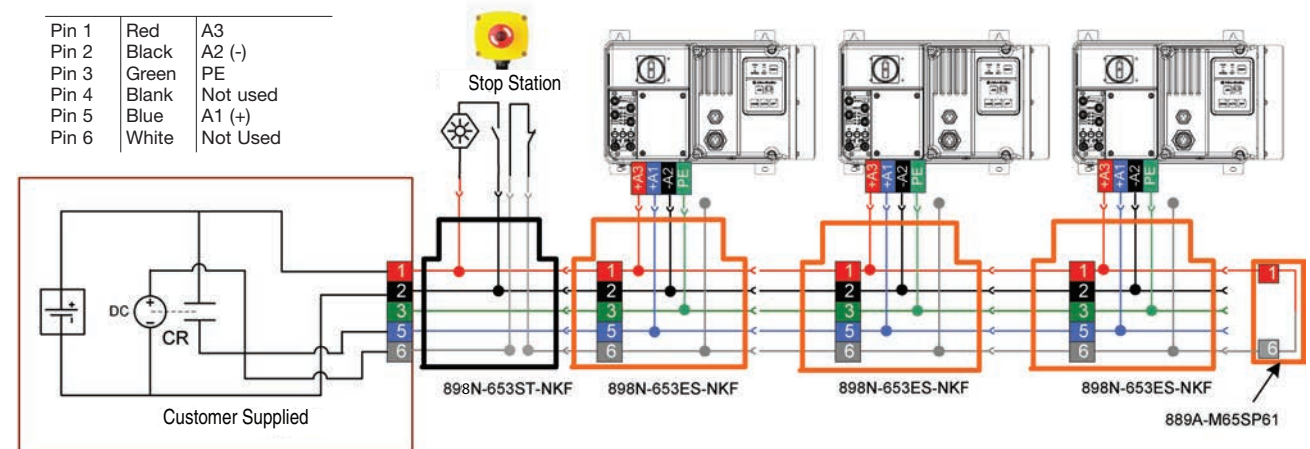 Pin 1 Red A3
Pin 2 Black A2 (-)
Pin 3 Green PE
Pin 4 Blank Not used
Pin 5 Blue A1 (+)
Pin 6 White Not Used
Stop Station
+A3 +A1 -A2 PE
+A3 +A1 -A2 PE
+A3 +A1 -A2 PE
1 1 1 1 1
2 2 2 2
3 3 3 3
5 5 5 5
6 6 6 6 6
+
-
DC
+
-
CR
Customer Supplied
898N-653ST-NKF
898N-653ES-NKF
898N-653ES-NKF
898N-653ES-NKF
889A-M65SP61